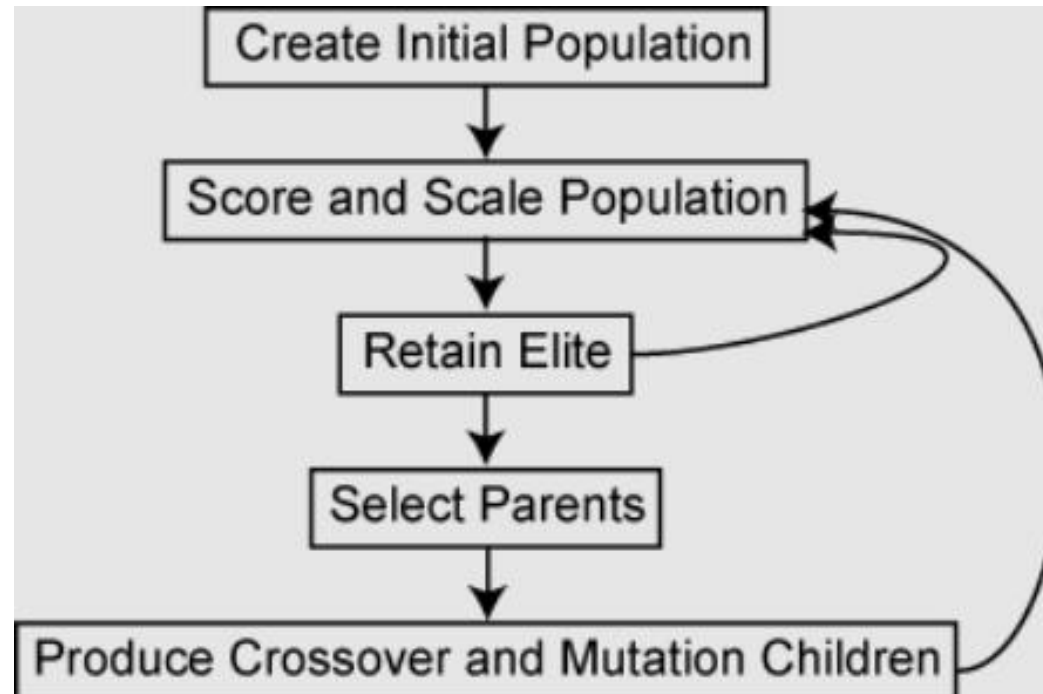 Create Initial Population
Score and Scale Population
Retain Elite
Select Parents
Produce Crossover and Mutation Children